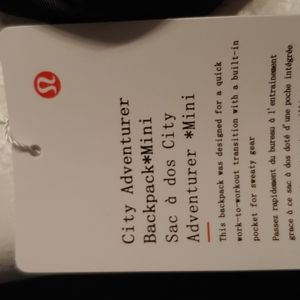 City Adventurer
Backpack*Mini
Sac à dos City
Adventurer *Mini
This backpack was designed for a quick
work-to-workout transition with a built-in
pocket for sweaty gear
Passez rapidement du bureau à l'entraînement
grâce à ce sac à dos doté d'une poche intégrée